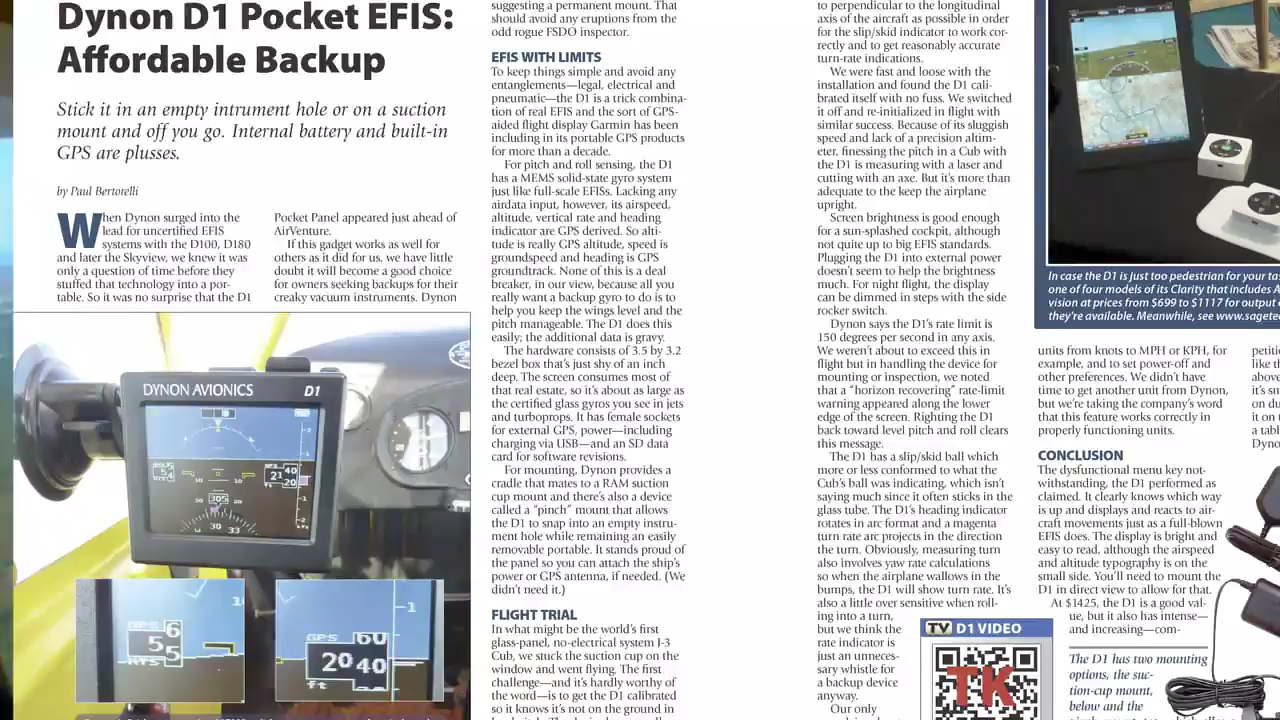 Dynon D1 Pocket EFIS:
Affordable Backup
Stick it in an empty intrument hole or on a suction
mount and off you go. Internal battery and built-in
GPS are plusses.
by Paul Bertorelli
When Dynon surged into the
lead for uncertified EFIS
systems with the D100, D180
and later the Skyview, we knew it was
only a question of time before they
stuffed that technology into a por-
table. So it was no surprise that the D1
Pocket Panel appeared just ahead of
AirVenture.
If this gadget works as well for
others as it did for us, we have little
doubt it will become a good choice
for owners seeking backups for their
creaky vacuum instruments. Dynon
DYNON AVIONICS D1
GPS
GPS
20 40
ft
suggesting a permanent mount. That
should avoid any eruptions from the
odd rogue FSDO inspector.
EFIS WITH LIMITS
To keep things simple and avoid any
entanglements—legal, electrical and
pneumatic—the D1 is a trick combina-
tion of real EFIS and the sort of GPS-
aided flight display Garmin has been
including in its portable GPS products
for more than a decade.
For pitch and roll sensing, the D1
has a MEMS solid-state gyro system
just like full-scale EFISs. Lacking any
airdata input, however, its airspeed,
altitude, vertical rate and heading
indicator are GPS derived. So alti-
tude is really GPS altitude, speed is
groundspeed and heading is GPS
groundtrack. None of this is a deal
breaker, in our view, because all you
really want a backup gyro to do is to
help you keep the wings level and the
pitch manageable. The D1 does this
easily; the additional data is gravy.
The hardware consists of 3.5 by 3.2
bezel box that's just shy of an inch
deep. The screen consumes most of
that real estate, so it's about as large as
the certified glass gyros you see in jets
and turboprops. It has female sockets
for external GPS, power—including
charging via USB—and an SD data
card for software revisions.
For mounting, Dynon provides a
cradle that mates to a RAM suction
cup mount and there's also a device
called a "pinch" mount that allows
the D1 to snap into an empty instru-
ment hole while remaining an easily
removable portable. It stands proud of
the panel so you can attach the ship's
power or GPS antenna, if needed. (We
didn't need it.)
FLIGHT TRIAL
In what might be the world's first
glass-panel, no-electrical system J-3
Cub, we stuck the suction cup on the
window and went flying. The first
challenge—and it's hardly worthy of
the word—is to get the D1 calibrated
so it knows it's not on the ground in
to perpendicular to the longitudinal
axis of the aircraft as possible in order
for the slip/skid indicator to work cor-
rectly and to get reasonably accurate
turn-rate indications.
We were fast and loose with the
installation and found the D1 cali-
brated itself with no fuss. We switched
it off and re-initialized in flight with
similar success. Because of its sluggish
speed and lack of a precision altim-
eter, finessing the pitch in a Cub with
the D1 is measuring with a laser and
cutting with an axe. But it's more than
adequate to the keep the airplane
upright.
Screen brightness is good enough
for a sun-splashed cockpit, although
not quite up to big EFIS standards.
Plugging the D1 into external power
doesn't seem to help the brightness
much. For night flight, the display
can be dimmed in steps with the side
rocker switch.
Dynon says the D1's rate limit is
150 degrees per second in any axis.
We weren't about to exceed this in
flight but in handling the device for
mounting or inspection, we noted
that a "horizon recovering" rate-limit
warning appeared along the lower
edge of the screen. Righting the D1
back toward level pitch and roll clears
this message.
The D1 has a slip/skid ball which
more or less conformed to what the
Cub's ball was indicating, which isn't
saying much since it often sticks in the
glass tube. The D1's heading indicator
rotates in arc format and a magenta
turn rate arc projects in the direction
the turn. Obviously, measuring turn
also involves yaw rate calculations
so when the airplane wallows in the
bumps, the D1 will show turn rate. It's
also a little over sensitive when roll-
ing into a turn,
but we think the
rate indicator is
just an unneces-
sary whistle for
a backup device
anyway.
Our only
In case the D1 is just too pedestrian for your
one of four models of its Clarity that includes
vision at prices from $699 to $1117 for output
they're available. Meanwhile, see
units from knots to MPH or KPH, for
example, and to set power-off and
other preferences. We didn't have
time to get another unit from Dynon,
but we're taking the company's word
that this feature works correctly in
properly functioning units.
CONCLUSION
The dysfunctional menu key not-
withstanding, the D1 performed as
claimed. It clearly knows which way
is up and displays and reacts to air-
craft movements just as a full-blown
EFIS does. The display is bright and
easy to read, although the airspeed
and altitude typography is on the
small side. You'll need to mount the
D1 in direct view to allow for that.
At $1425, the D1 is a good val-
ue, but it also has intense—
and increasing—com-
TV D1 VIDEO
TK
The D1 has two mounting
options, the suc-
tion-cup mount,
below and the